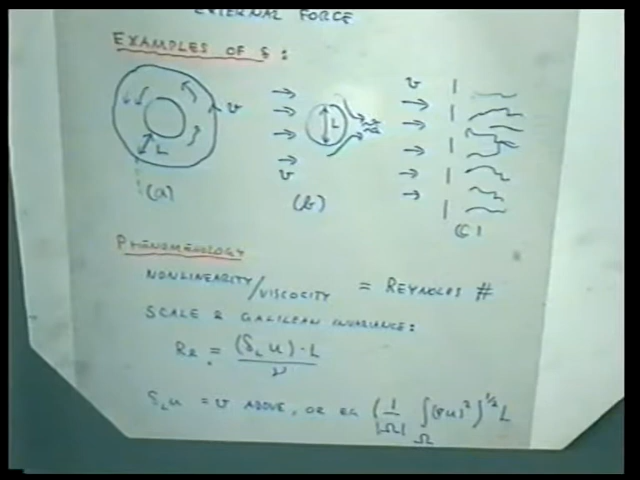 EXTERNAL FORCE
EXAMPLES OF S :
v L (a)
v L (b)
v (c)
PHENOMENOLOGY
NONLINEARITY/VISCOSITY = REYNOLDS #
SCALE & GALILEAN INVARIANCE:
Re = (δ_L u) · L / ν
δ_L u = v ABOVE, OR EG (1/|Ω| ∫_Ω (∇u)²)^{1/2} L